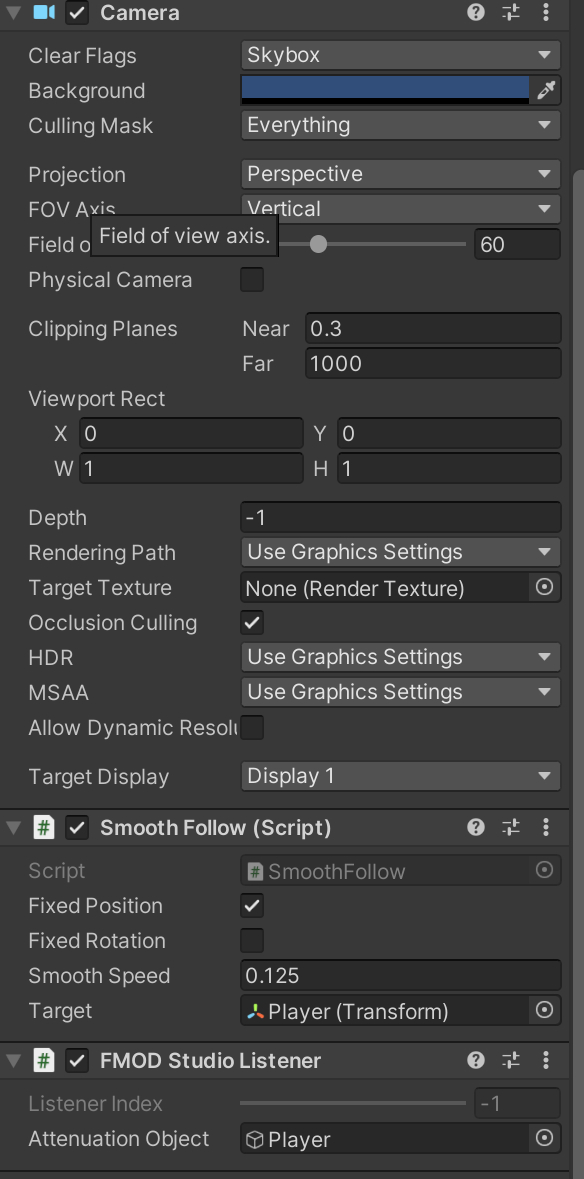 Camera
Clear Flags Skybox
Background
Culling Mask Everything
Projection Perspective
FOV Axis Vertical
Field of view axis.
Field o 60
Physical Camera
Clipping Planes Near 0.3
Far 1000
Viewport Rect
X 0 Y 0
W 1 H 1
Depth -1
Rendering Path Use Graphics Settings
Target Texture None (Render Texture)
Occlusion Culling
HDR Use Graphics Settings
MSAA Use Graphics Settings
Allow Dynamic Resolu
Target Display Display 1
# Smooth Follow (Script)
Script # SmoothFollow
Fixed Position
Fixed Rotation
Smooth Speed 0.125
Target Player (Transform)
# FMOD Studio Listener
Listener Index -1
Attenuation Object Player